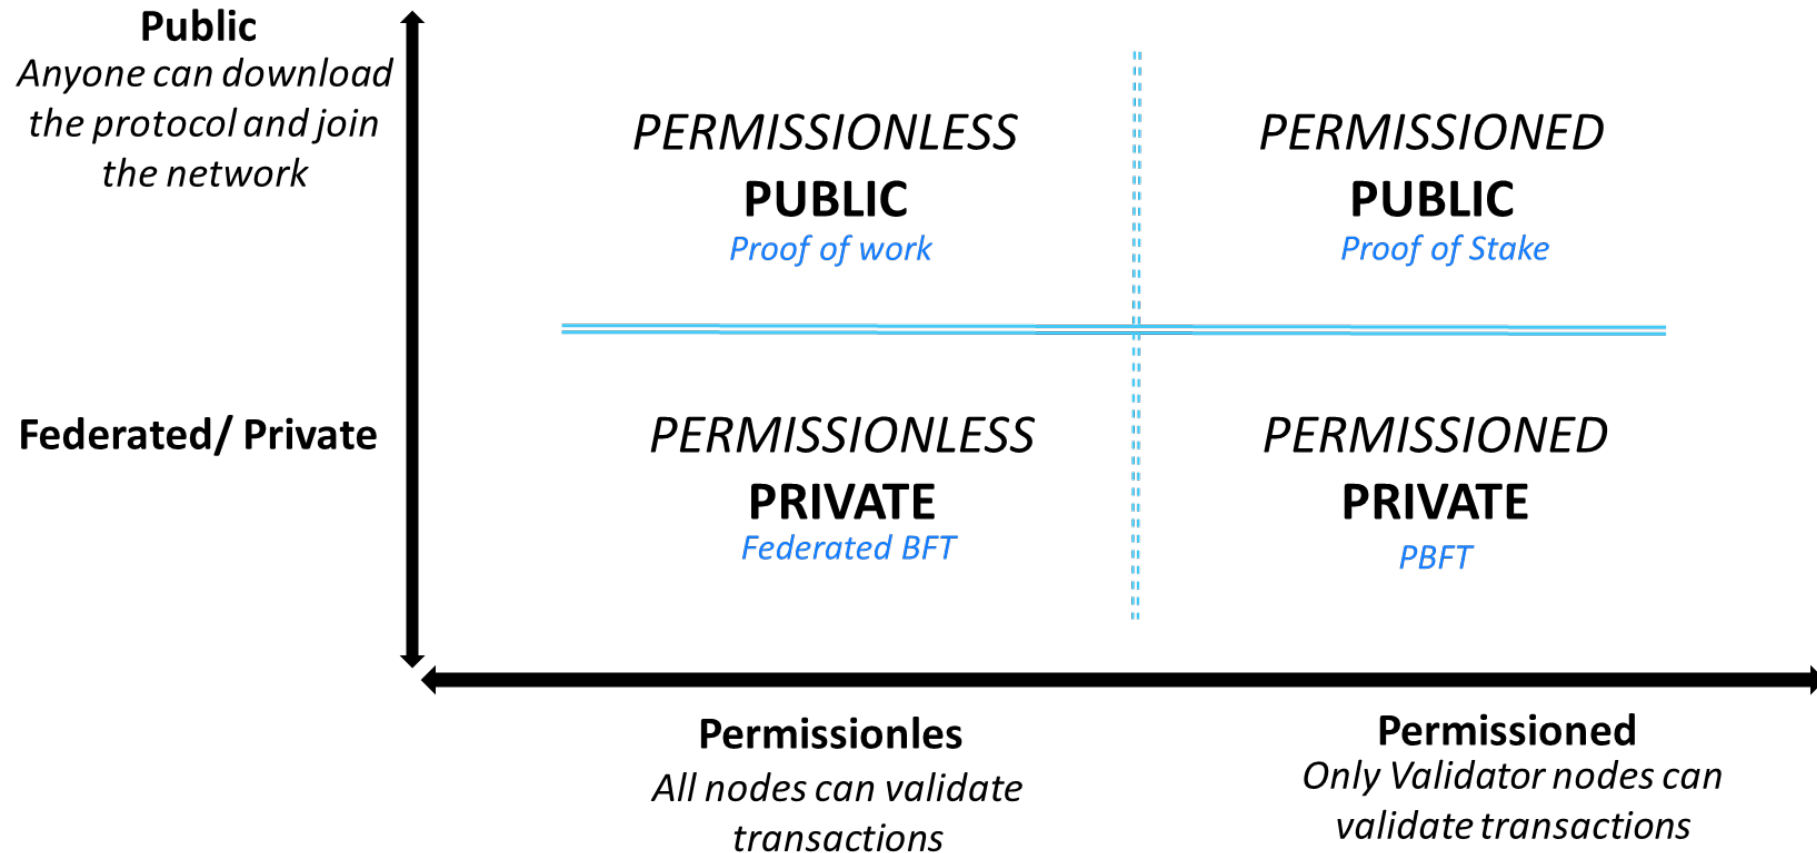 Public
Anyone can download
the protocol and join
the network
PERMISSIONLESS
PUBLIC
Proof of work
PERMISSIONED
PUBLIC
Proof of Stake
Federated/ Private
PERMISSIONLESS
PRIVATE
Federated BFT
PERMISSIONED
PRIVATE
PBFT
Permissionles
All nodes can validate
transactions
Permissioned
Only Validator nodes can
validate transactions